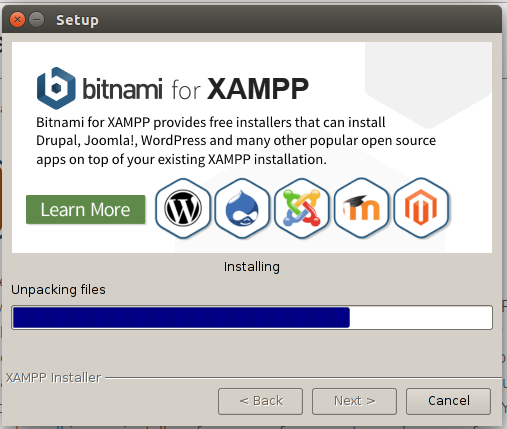 Setup
bitnami for XAMPP
Bitnami for XAMPP provides free installers that can install
Drupal, Joomla!, WordPress and many other popular open source
apps on top of your existing XAMPP installation.
Learn More
Installing
Unpacking files
XAMPP Installer
< Back
Next >
Cancel